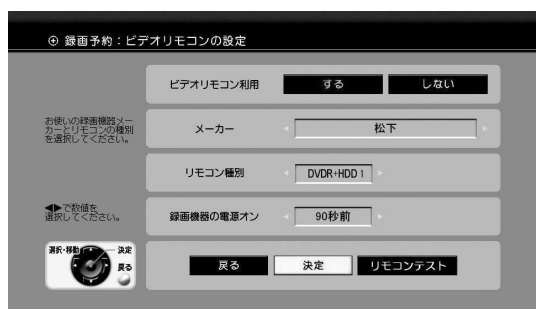 録画予約：ビデオリモコンの設定
ビデオリモコン利用
する
しない
お使いの録画機器メー
カーとリモコンの種別
を選択してください。
メーカー
松下
リモコン種別
DVDR・HDD 1
◀▶で数値を
選択してください。
録画機器の電源オン
90秒前
選択・移動
決定
戻る
戻る
決定
リモコンテスト